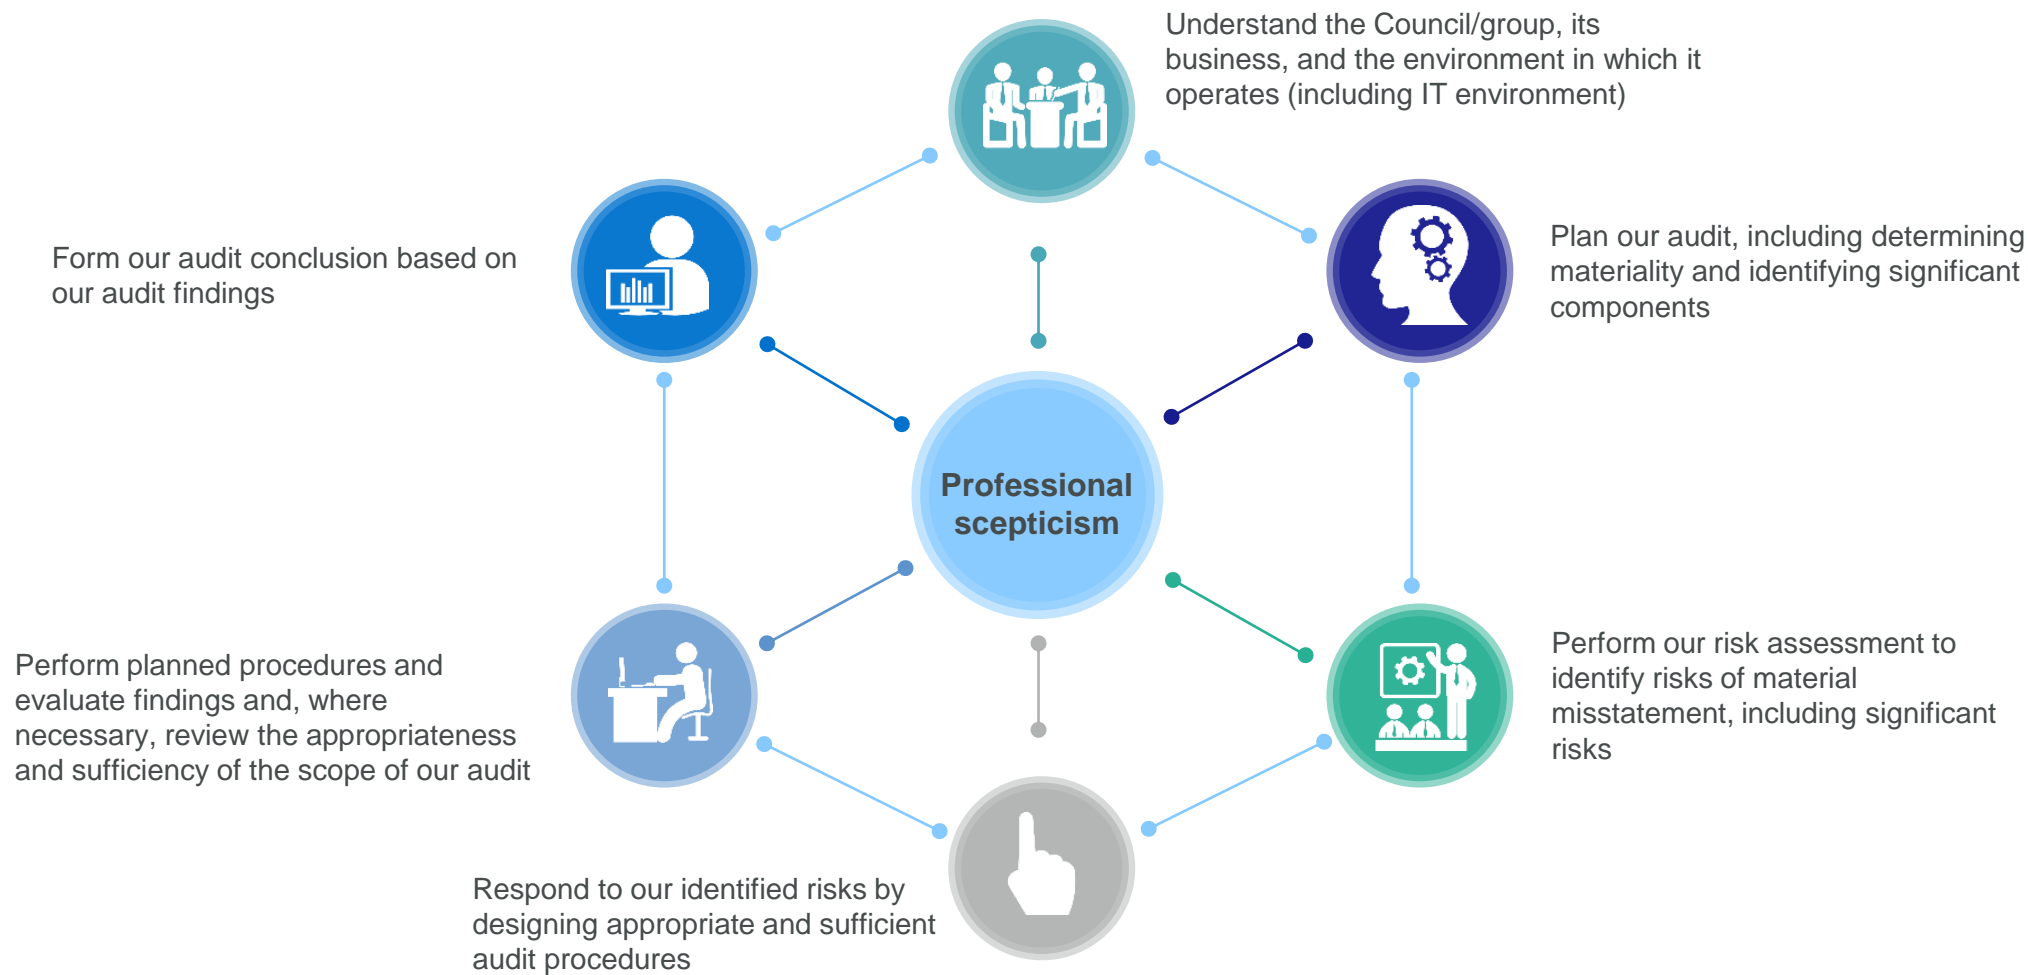 Understand the Council/group, its
business, and the environment in which it
operates (including IT environment)
Plan our audit, including determining
materiality and identifying significant
components
Form our audit conclusion based on
our audit findings
Professional
scepticism
Perform our risk assessment to
identify risks of material
misstatement, including significant
risks
Perform planned procedures and
evaluate findings and, where
necessary, review the appropriateness
and sufficiency of the scope of our audit
Respond to our identified risks by
designing appropriate and sufficient
audit procedures